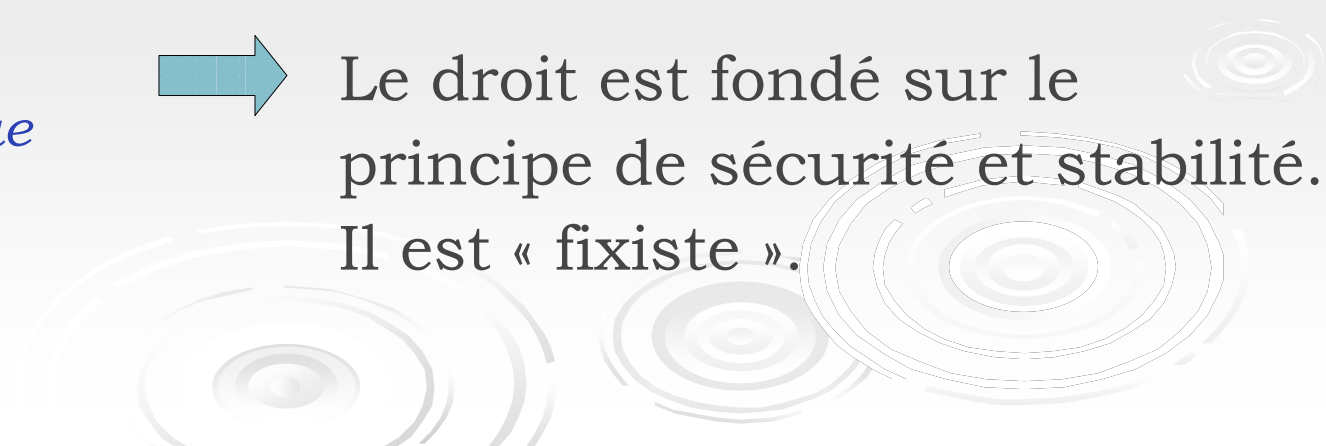 Le droit est fondé sur le
principe de sécurité et stabilité.
Il est « fixiste ».